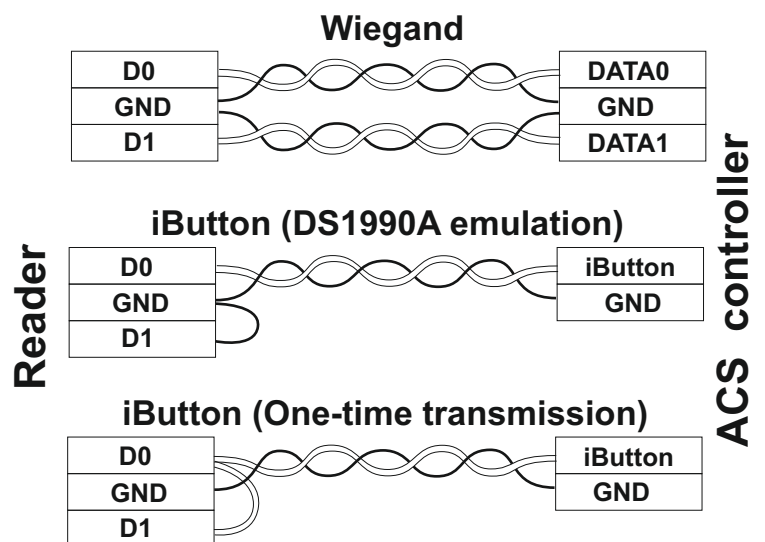 Wiegand
D0
GND
D1
DATA0
GND
DATA1
iButton (DS1990A emulation)
D0
GND
D1
iButton
GND
iButton (One-time transmission)
D0
GND
D1
iButton
GND
Reader
ACS controller